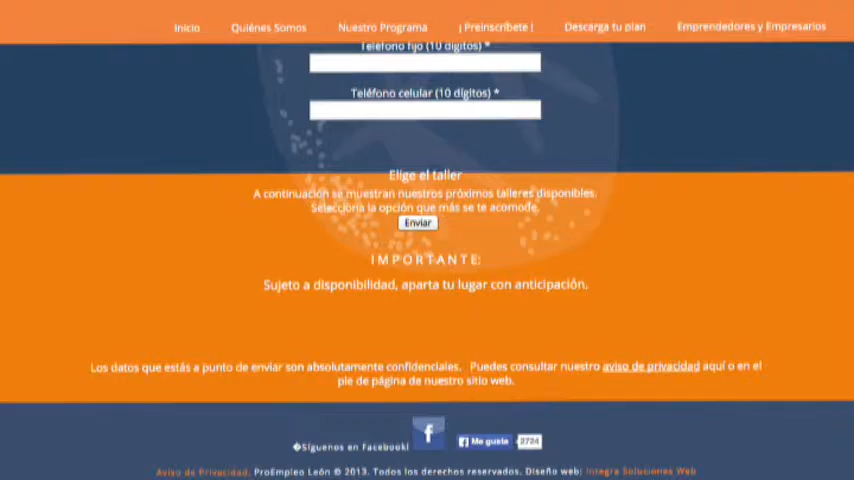 Inicio Quiénes Somos Nuestro Programa ¡ Preinscríbete ! Descarga tu plan Emprendedores y Empresarios
Teléfono fijo (10 dígitos) *
Teléfono celular (10 dígitos) *
Elige el taller
A continuación se muestran nuestros próximos talleres disponibles.
Selecciona la opción que más se te acomode.
Enviar
I M P O R T A N T E:
Sujeto a disponibilidad, aparta tu lugar con anticipación.
Los datos que estás a punto de enviar son absolutamente confidenciales. Puedes consultar nuestro aviso de privacidad aquí o en el
pie de página de nuestro sitio web.
�Síguenos en Facebook! f Me gusta 2724
Aviso de Privacidad. ProEmpleo León © 2013. Todos los derechos reservados. Diseño web: Integra Soluciones Web